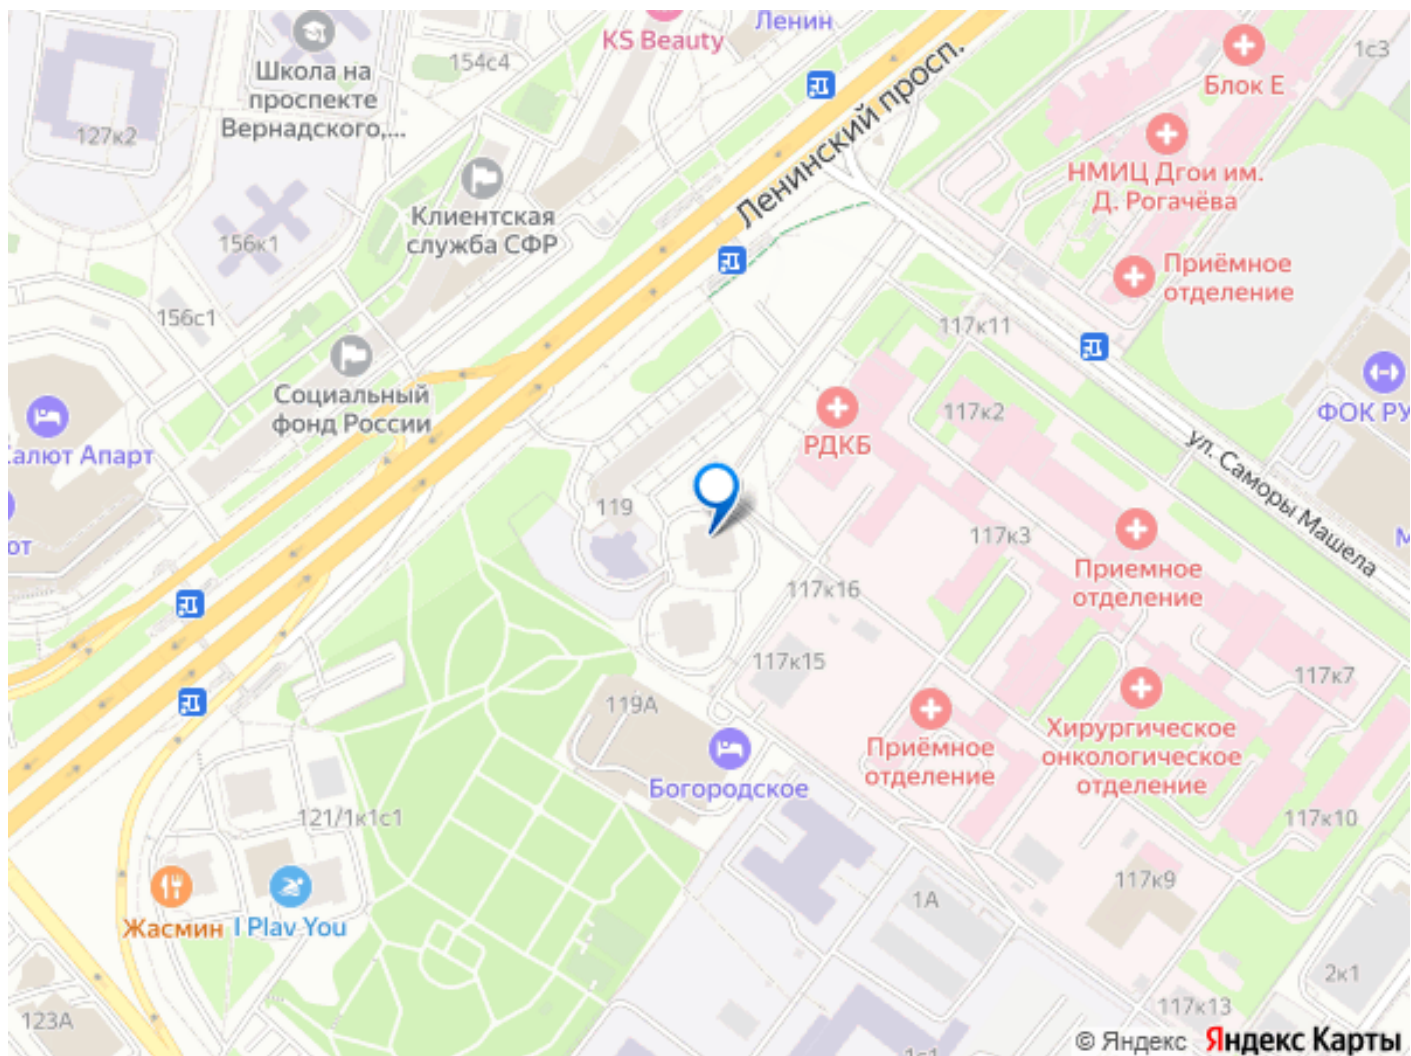 Ленин
KS Beauty
154с4
1с3
Школа на
проспекте
Вернадского,...
127к2
Блок Е
Ленинский просп.
НМИЦ Дгои им.
Д. Рогачёва
Клиентская
служба СФР
156к1
Приёмное
отделение
156с1
117к11
Социальный
фонд России
Салют Апарт
РДКБ
117к2
ФОК РУ
ул. Саморы Машела
119
117к3
Приемное
отделение
117к16
117к15
117к7
119А
Хирургическое
онкологическое
отделение
Приёмное
отделение
Богородское
121/1к1с1
117к10
117к9
1А
Жасмин
I Plav You
2к1
117к13
123А
1с1
© Яндекс
Яндекс Карты